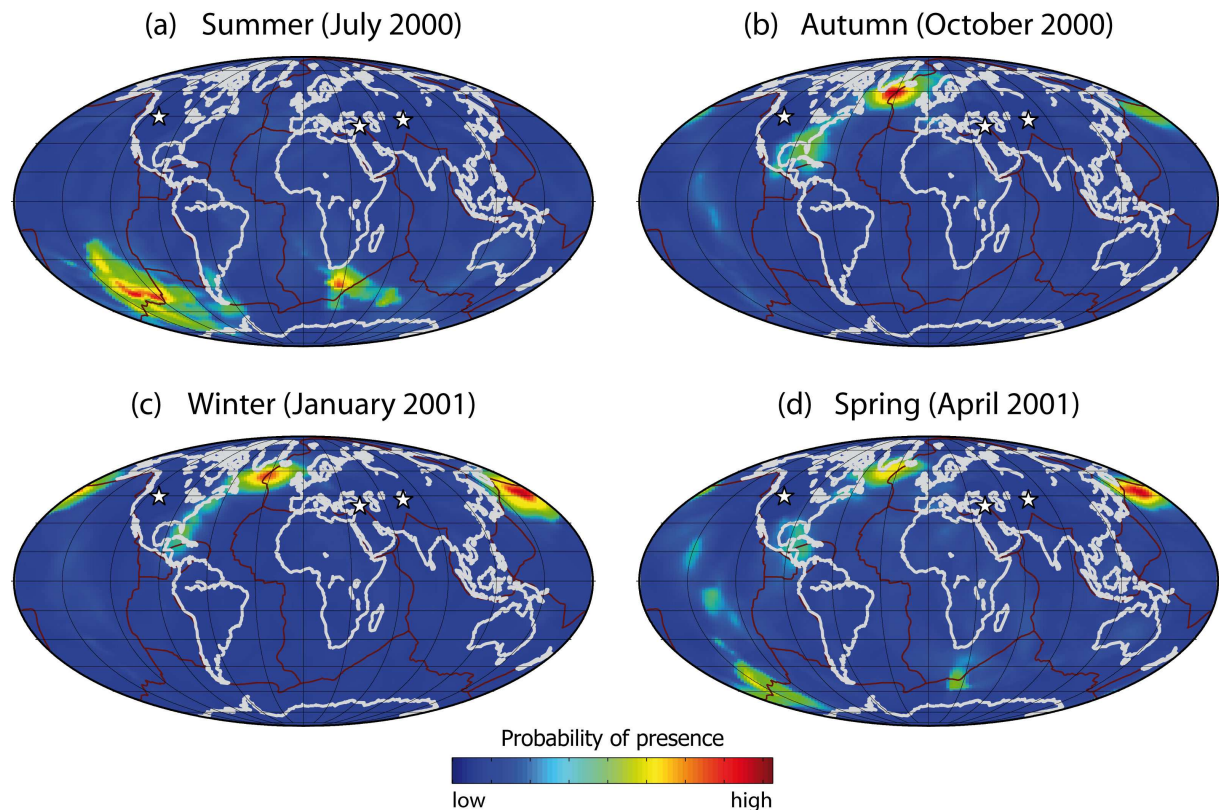 (a) Summer (July 2000)
(b) Autumn (October 2000)
(c) Winter (January 2001)
(d) Spring (April 2001)
Probability of presence
low high